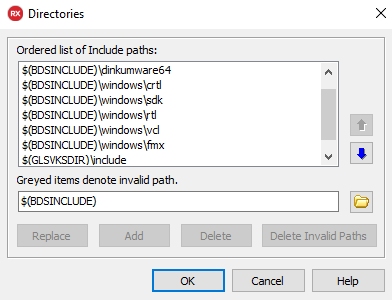 RX Directories
Ordered list of Include paths:
$(BDSINCLUDE)\dinkumware64
$(BDSINCLUDE)\windows\crtl
$(BDSINCLUDE)\windows\sdk
$(BDSINCLUDE)\windows\rtl
$(BDSINCLUDE)\windows\vcl
$(BDSINCLUDE)\windows\fmx
$(GLSVKSDIR)\include
Greyed items denote invalid path.
$(BDSINCLUDE)
Replace Add Delete Delete Invalid Paths
OK Cancel Help